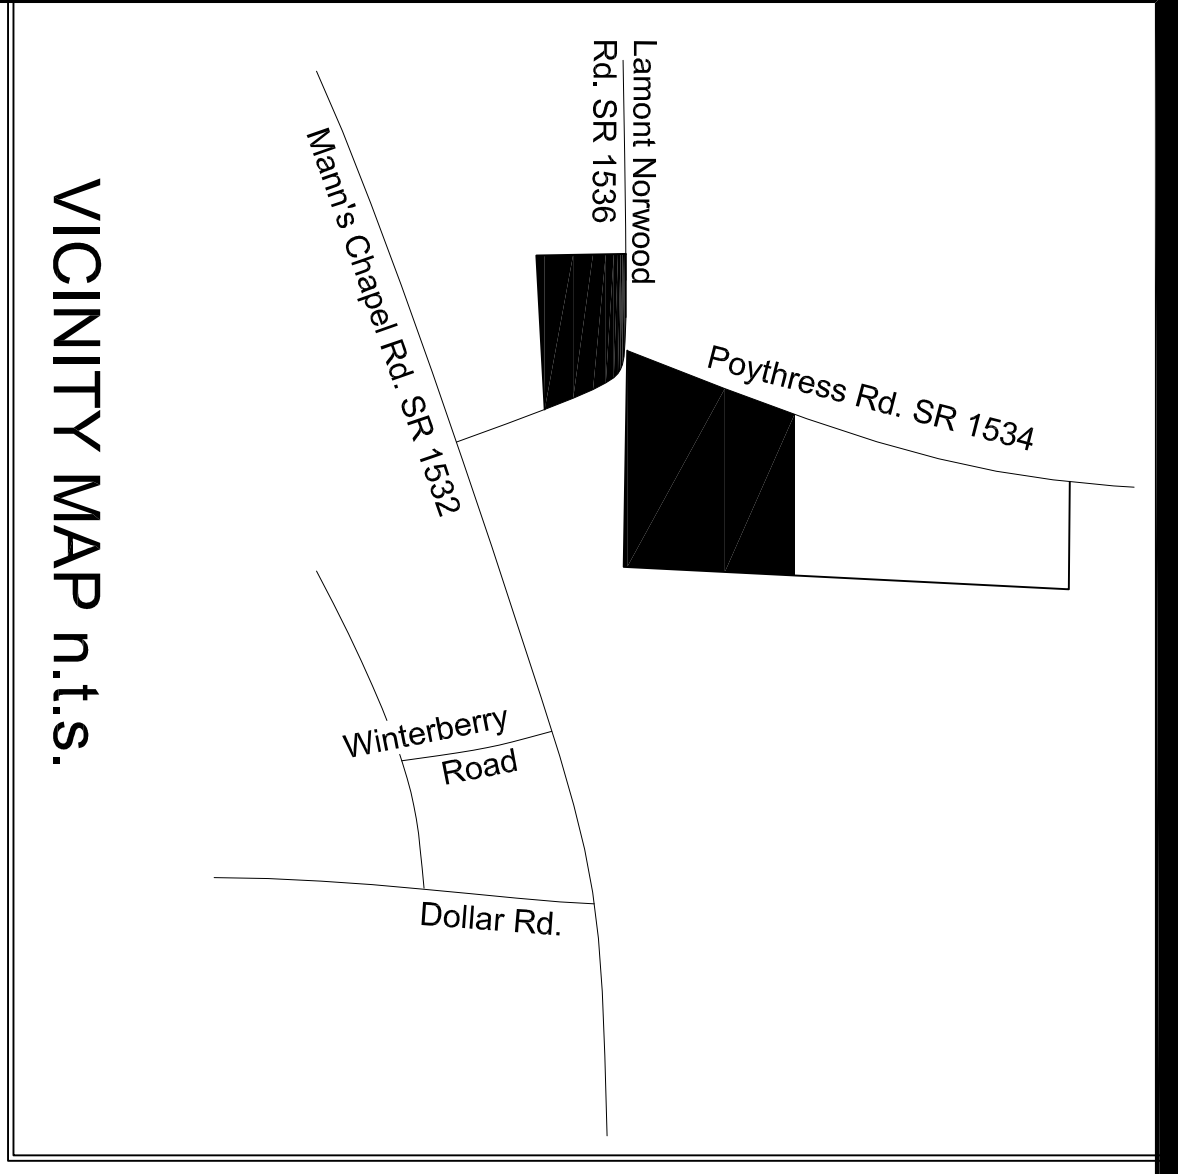 Lamont Norwood
Rd. SR 1536
Mann's Chapel Rd. SR 1532
Poythress Rd. SR 1534
Winterberry
Road
Dollar Rd.
VICINITY MAP n.t.s.